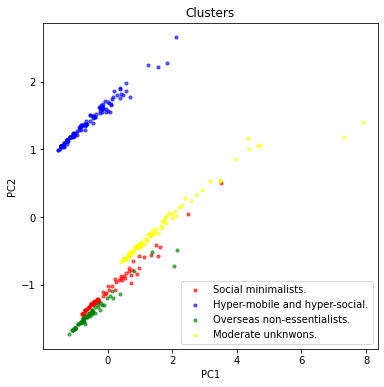 Clusters
2
1
0
−1
PC2
Social minimalists.
Hyper-mobile and hyper-social.
Overseas non-essentialists.
Moderate unknwons.
0
2
4
6
8
PC1